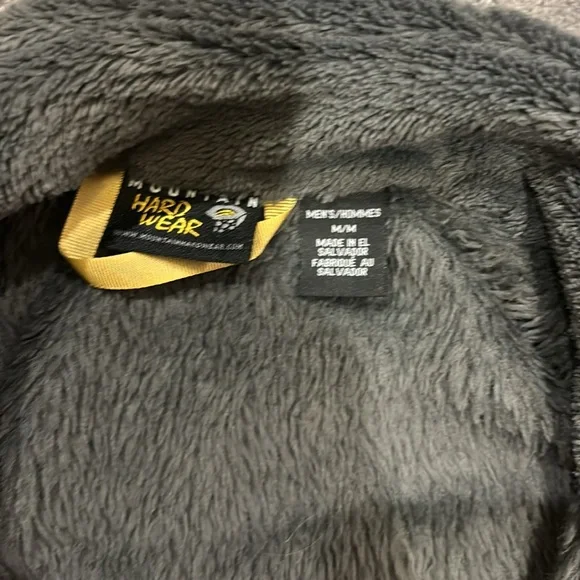 MOUNTAIN
HARD
WEAR
WWW.MOUNTAINHARDWEAR.COM
MEN'S/HOMMES
M/M
MADE IN EL
SALVADOR
FABRIQUÉ AU
SALVADOR